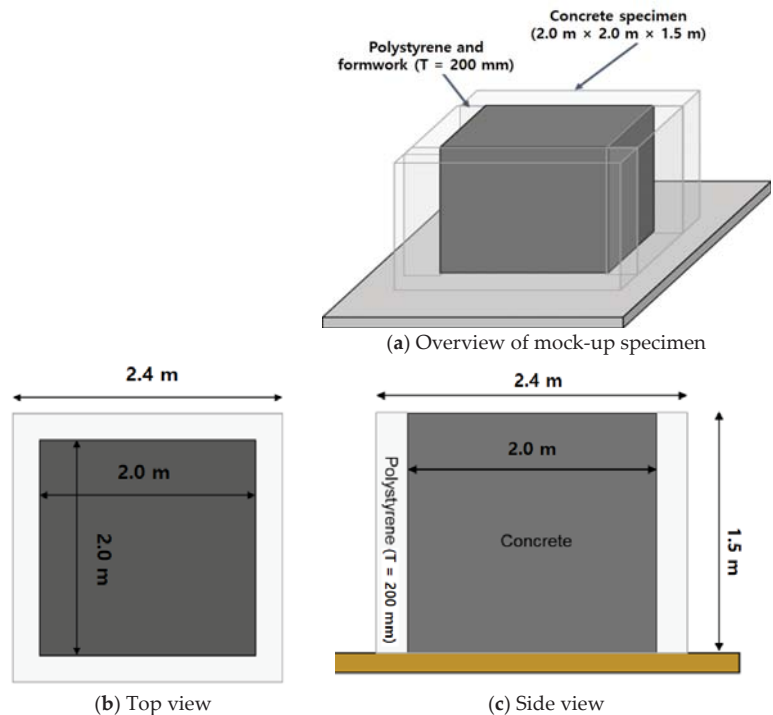 Concrete specimen
(2.0 m × 2.0 m × 1.5 m)
Polystyrene and
formwork (T = 200 mm)
(a) Overview of mock-up specimen
2.4 m
2.0 m
2.0 m
(b) Top view
2.4 m
2.0 m
Polystyrene (T = 200 mm)
Concrete
1.5 m
(c) Side view